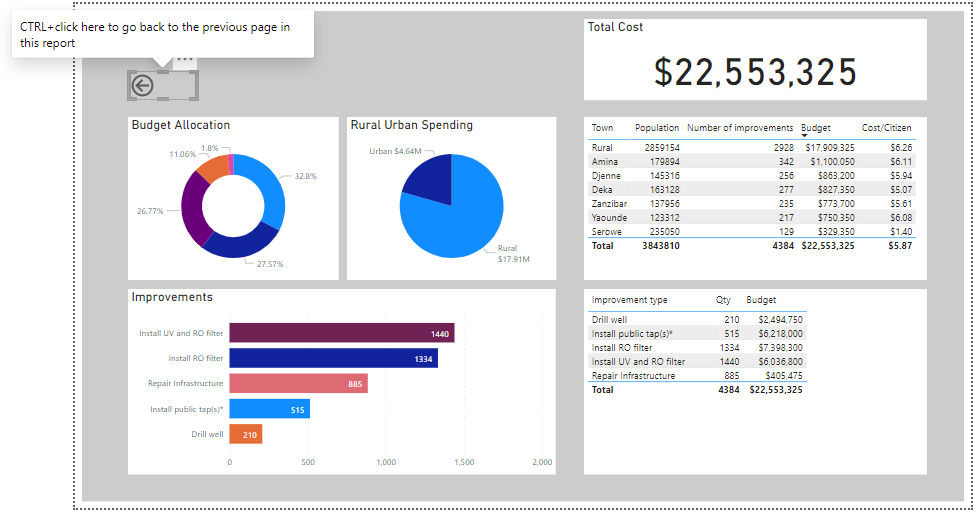 CTRL+click here to go back to the previous page in
this report
Total Cost
$22,553,325
Budget Allocation
1.8%
11.06%
32.8%
26.77%
27.57%
Rural Urban Spending
Urban $4.64M
Rural
$17.91M
Town Population Number of improvements Budget Cost/Citizen
Rural 2859154 2928 $17,909,325 $6.26
Amina 179894 342 $1,100,050 $6.11
Djenne 145316 256 $863,200 $5.94
Deka 163128 277 $827,350 $5.07
Zanzibar 137956 235 $773,700 $5.61
Yaounde 123312 217 $750,350 $6.08
Serowe 235050 129 $329,350 $1.40
Total 3843810 4384 $22,553,325 $5.87
Improvements
Install UV and RO filter 1440
Install RO filter 1334
Repair Infrastructure 885
Install public tap(s)* 515
Drill well 210
0 500 1,000 1,500 2,000
Improvement type Qty Budget
Drill well 210 $2,494,750
Install public tap(s)* 515 $6,218,000
Install RO filter 1334 $7,398,300
Install UV and RO filter 1440 $6,036,800
Repair Infrastructure 885 $405,475
Total 4384 $22,553,325